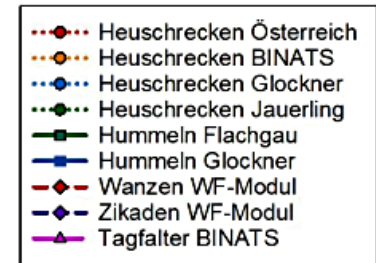 Heuschrecken Österreich
Heuschrecken BINATS
Heuschrecken Glockner
Heuschrecken Jauerling
Hummeln Flachgau
Hummeln Glockner
Wanzen WF-Modul
Zikaden WF-Modul
Tagfalter BINATS